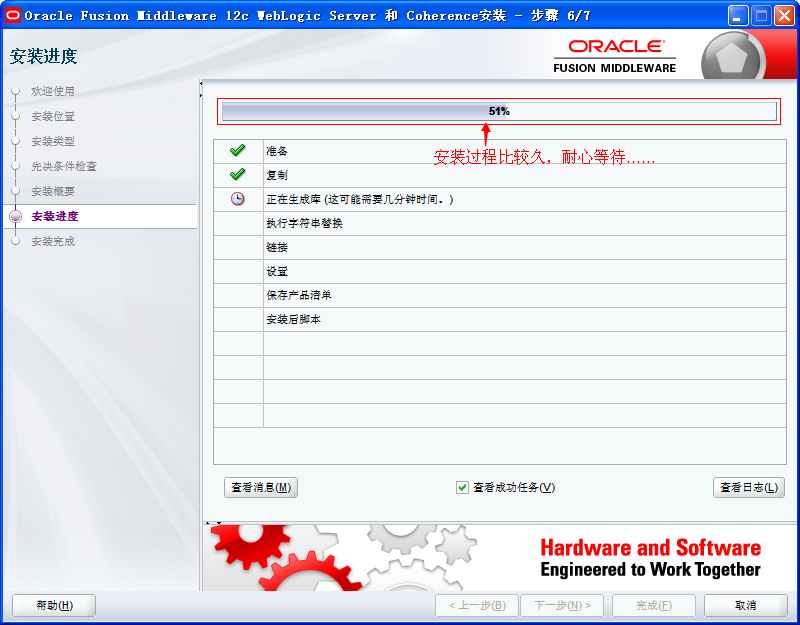 Oracle Fusion Middleware 12c WebLogic Server 和 Coherence安装 - 步骤 6/7
安装进度
ORACLE®
FUSION MIDDLEWARE
欢迎使用
安装位置
安装类型
先决条件检查
安装概要
安装进度
安装完成
51%
安装过程比较久，耐心等待......
准备
复制
正在生成库 (这可能需要几分钟时间。)
执行字符串替换
链接
设置
保存产品清单
安装后脚本
查看消息(M)
查看成功任务(V)
查看日志(L)
Hardware and Software
Engineered to Work Together
帮助(H)
< 上一步(B)
下一步(N) >
完成(F)
取消